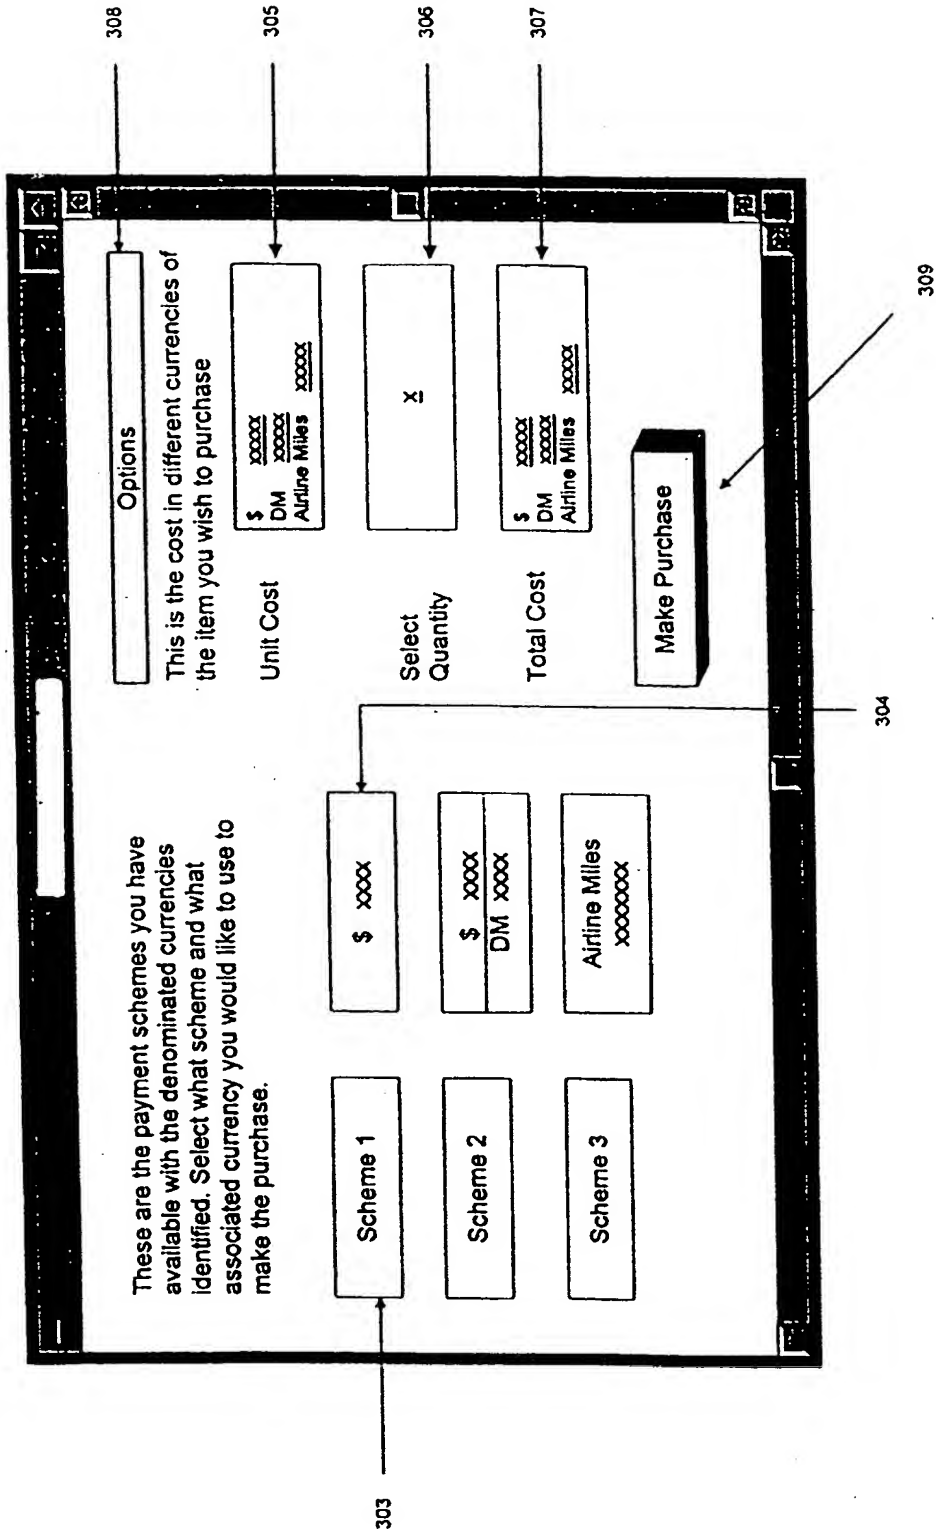 308
305
306
307
Options
This is the cost in different currencies of
the item you wish to purchase
These are the payment schemes you have
available with the denominated currencies
identified. Select what scheme and what
associated currency you would like to use to
make the purchase.
Unit Cost
$ xxxxx
DM xxxxx
Airline Miles xxxxx
Scheme 1
$ xxxx
Select
Quantity
x
Scheme 2
$ xxxx
DM xxxx
Total Cost
$ xxxxx
DM xxxxx
Airline Miles xxxxx
Scheme 3
Airline Miles
xxxxxxx
Make Purchase
303
304
309